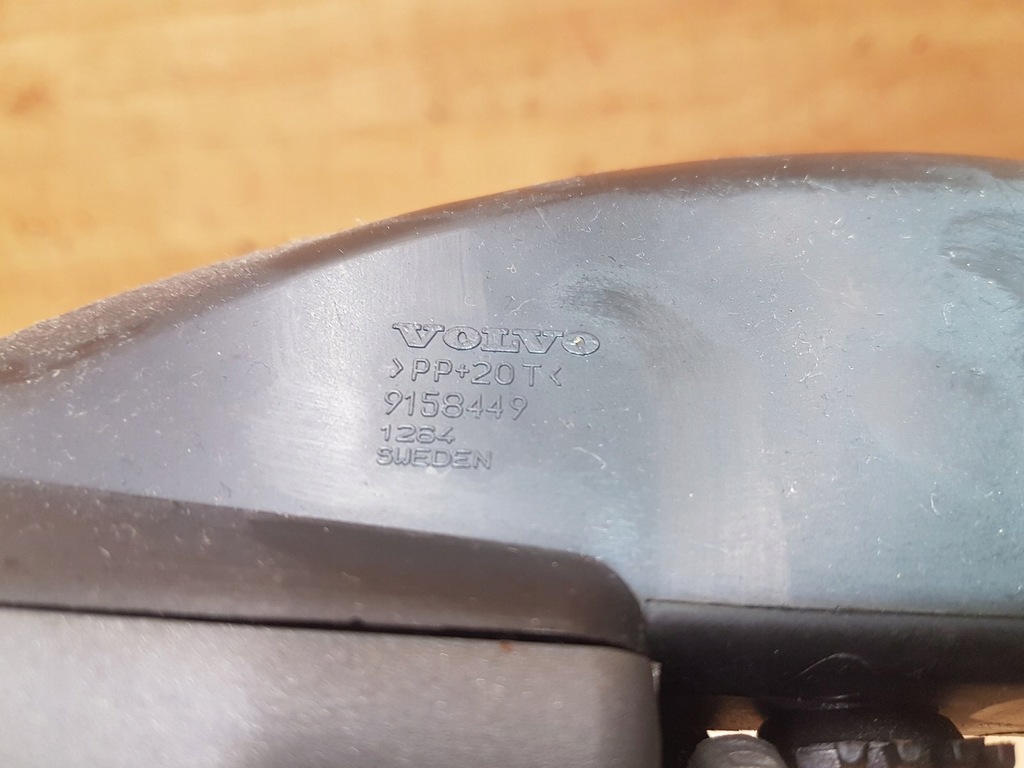 VOLVO
>PP+20T<
9158449
1264
SWEDEN